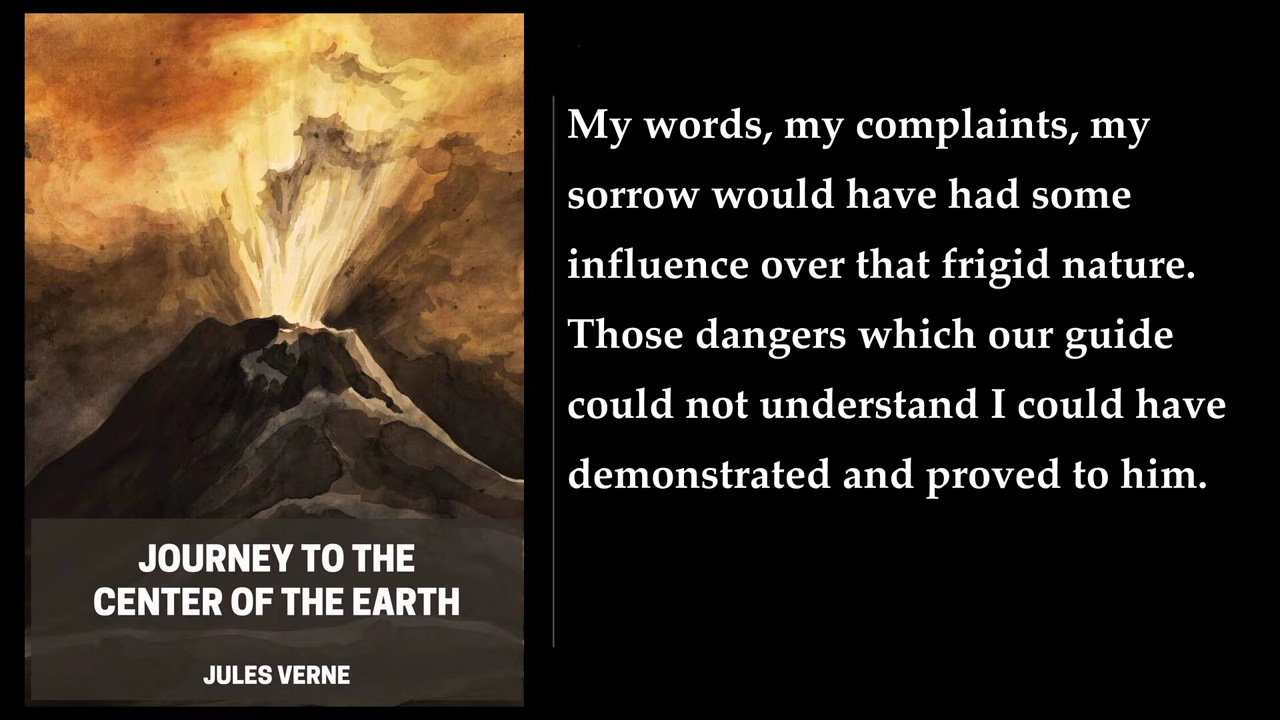 JOURNEY TO THE
CENTER OF THE EARTH
JULES VERNE
My words, my complaints, my
sorrow would have had some
influence over that frigid nature.
Those dangers which our guide
could not understand I could have
demonstrated and proved to him.